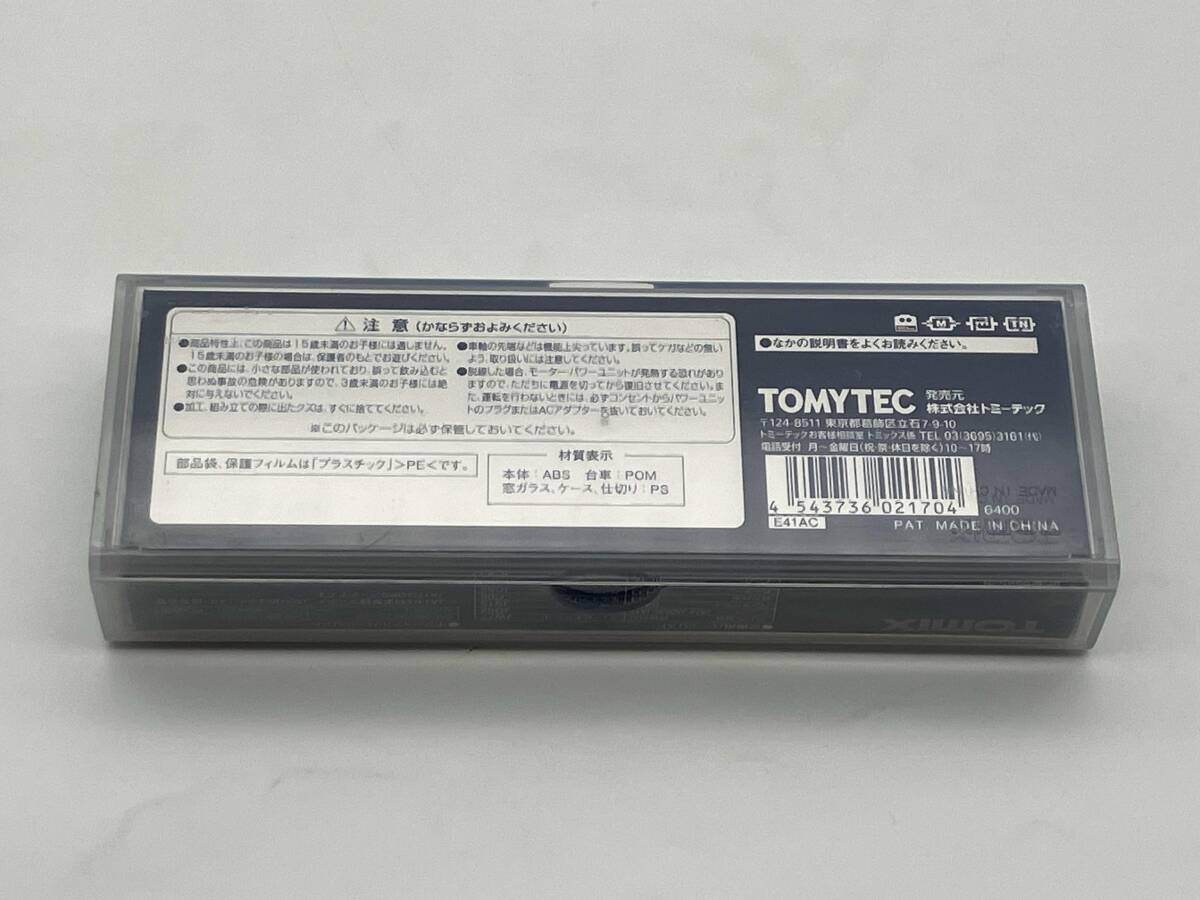 ⚠ 注意（かならずおよみください）
●商品特性上、この商品は15歳未満のお子様には適しません。
15歳未満のお子様の場合は、保護者のもとでお遊びください。
●この商品には、小さな部品が使われており、誤って飲み込むと
思わぬ事故の危険がありますので、3歳未満のお子様には絶
対に与えないでください。
●加工、組み立ての際に出たクズは、すぐに捨ててください。
●車軸の先端などは機能上尖っています。誤ってケガなどの無い
よう、取り扱いには注意してください。
●脱線した場合、モーター・パワーユニットが発熱する恐れがあり
ますので、ただちに電源を切ってから復旧させてください。ま
た、運転を行わないときには、必ずコンセントからパワーユニッ
トのプラグまたはACアダプターを抜いておいてください。
※このパッケージは必ず保管しておいてください。
部品袋、保護フィルムは「プラスチック」>PE<です。
材質表示
本体：ABS 台車：POM
窓ガラス、ケース、仕切り：PS
M TN
●なかの説明書をよくお読みください。
TOMYTEC 発売元 株式会社トミーテック
〒124-8511 東京都葛飾区立石7-9-10
トミーテックお客様相談室 トミックス係 TEL 03(3695)3161(代)
電話受付 月〜金曜日(祝・祭・休日を除く)10〜17時
4 543736 021704
6400
E41AC
PAT. MADE IN CHINA
MADE IN CHINA
TOMIX